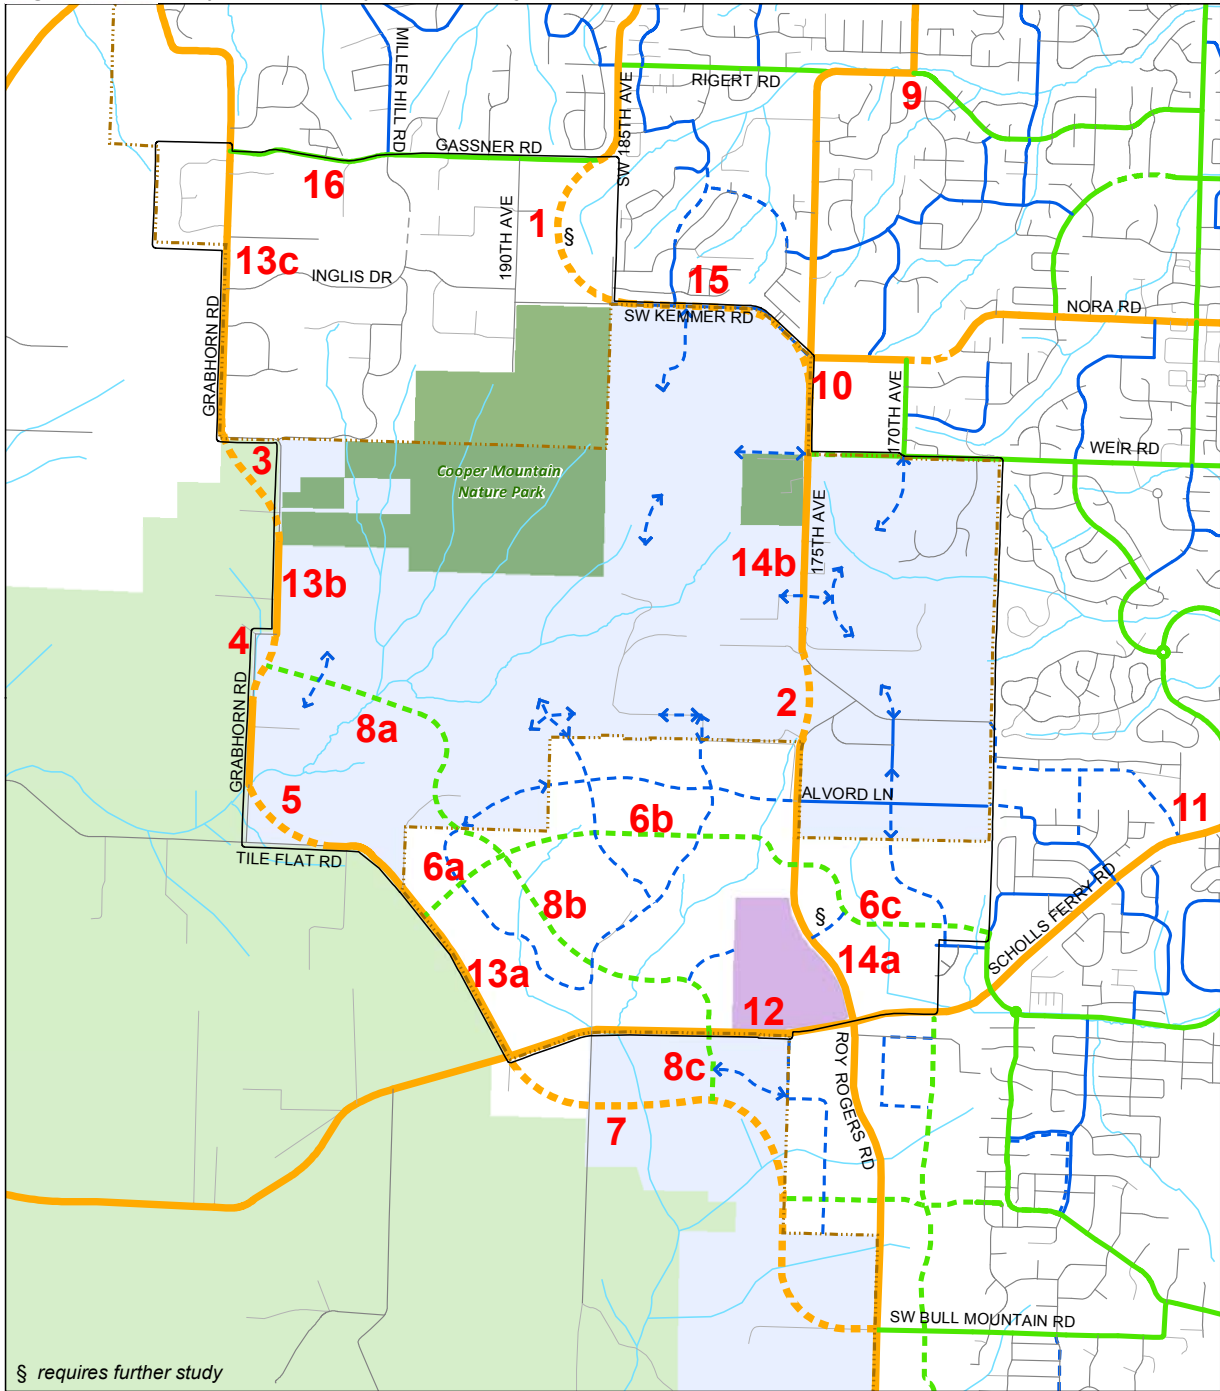 MILLER HILL RD
SW 185TH AVE
RIGERT RD
9
GASSNER RD
16
190TH AVE
1
§
13c
INGLIS DR
15
SW KEMMER RD
NORA RD
GRABHORN RD
10
170TH AVE
WEIR RD
3
Cooper Mountain
Nature Park
175TH AVE
14b
13b
4
GRABHORN RD
8a
2
5
ALVORD LN
11
6b
TILE FLAT RD
6a
8b
6c
§
SCHOLLS FERRY RD
13a
14a
12
ROY ROGERS RD
8c
7
SW BULL MOUNTAIN RD
§ requires further study